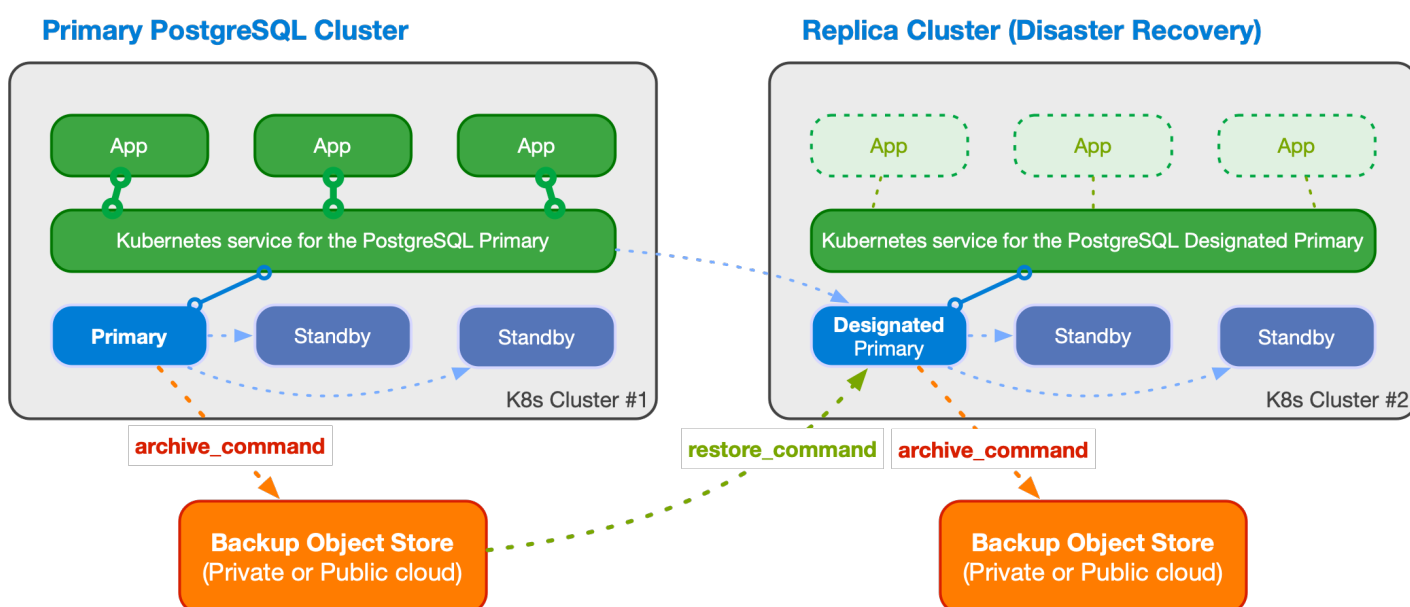 Primary PostgreSQL Cluster
Replica Cluster (Disaster Recovery)
App
App
App
App
App
App
Kubernetes service for the PostgreSQL Primary
Kubernetes service for the PostgreSQL Designated Primary
Primary
Standby
Standby
Designated
Primary
Standby
Standby
K8s Cluster #1
K8s Cluster #2
archive_command
restore_command
archive_command
Backup Object Store
(Private or Public cloud)
Backup Object Store
(Private or Public cloud)